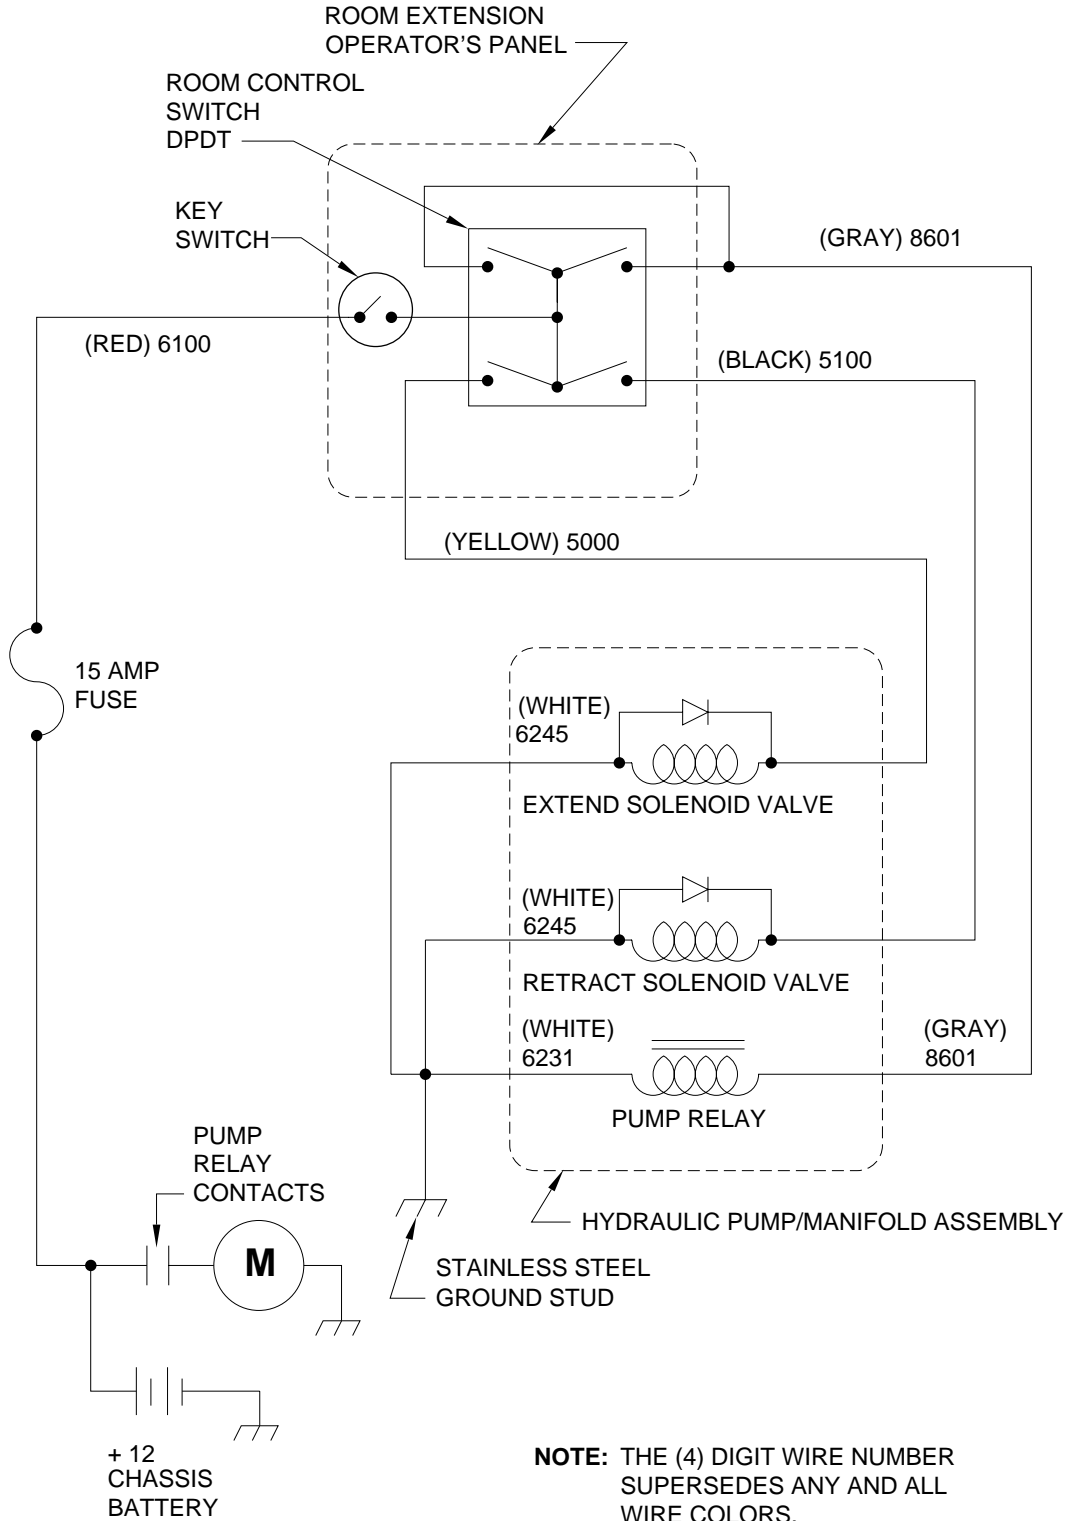 ROOM EXTENSION
OPERATOR'S PANEL
ROOM CONTROL
SWITCH
DPDT
KEY
SWITCH
(GRAY) 8601
(RED) 6100
(BLACK) 5100
(YELLOW) 5000
15 AMP
FUSE
(WHITE)
6245
EXTEND SOLENOID VALVE
(WHITE)
6245
RETRACT SOLENOID VALVE
(WHITE)
6231
(GRAY)
8601
PUMP RELAY
PUMP
RELAY
CONTACTS
M
HYDRAULIC PUMP/MANIFOLD ASSEMBLY
STAINLESS STEEL
GROUND STUD
+ 12
CHASSIS
BATTERY
NOTE: THE (4) DIGIT WIRE NUMBER
SUPERSEDES ANY AND ALL
WIRE COLORS.